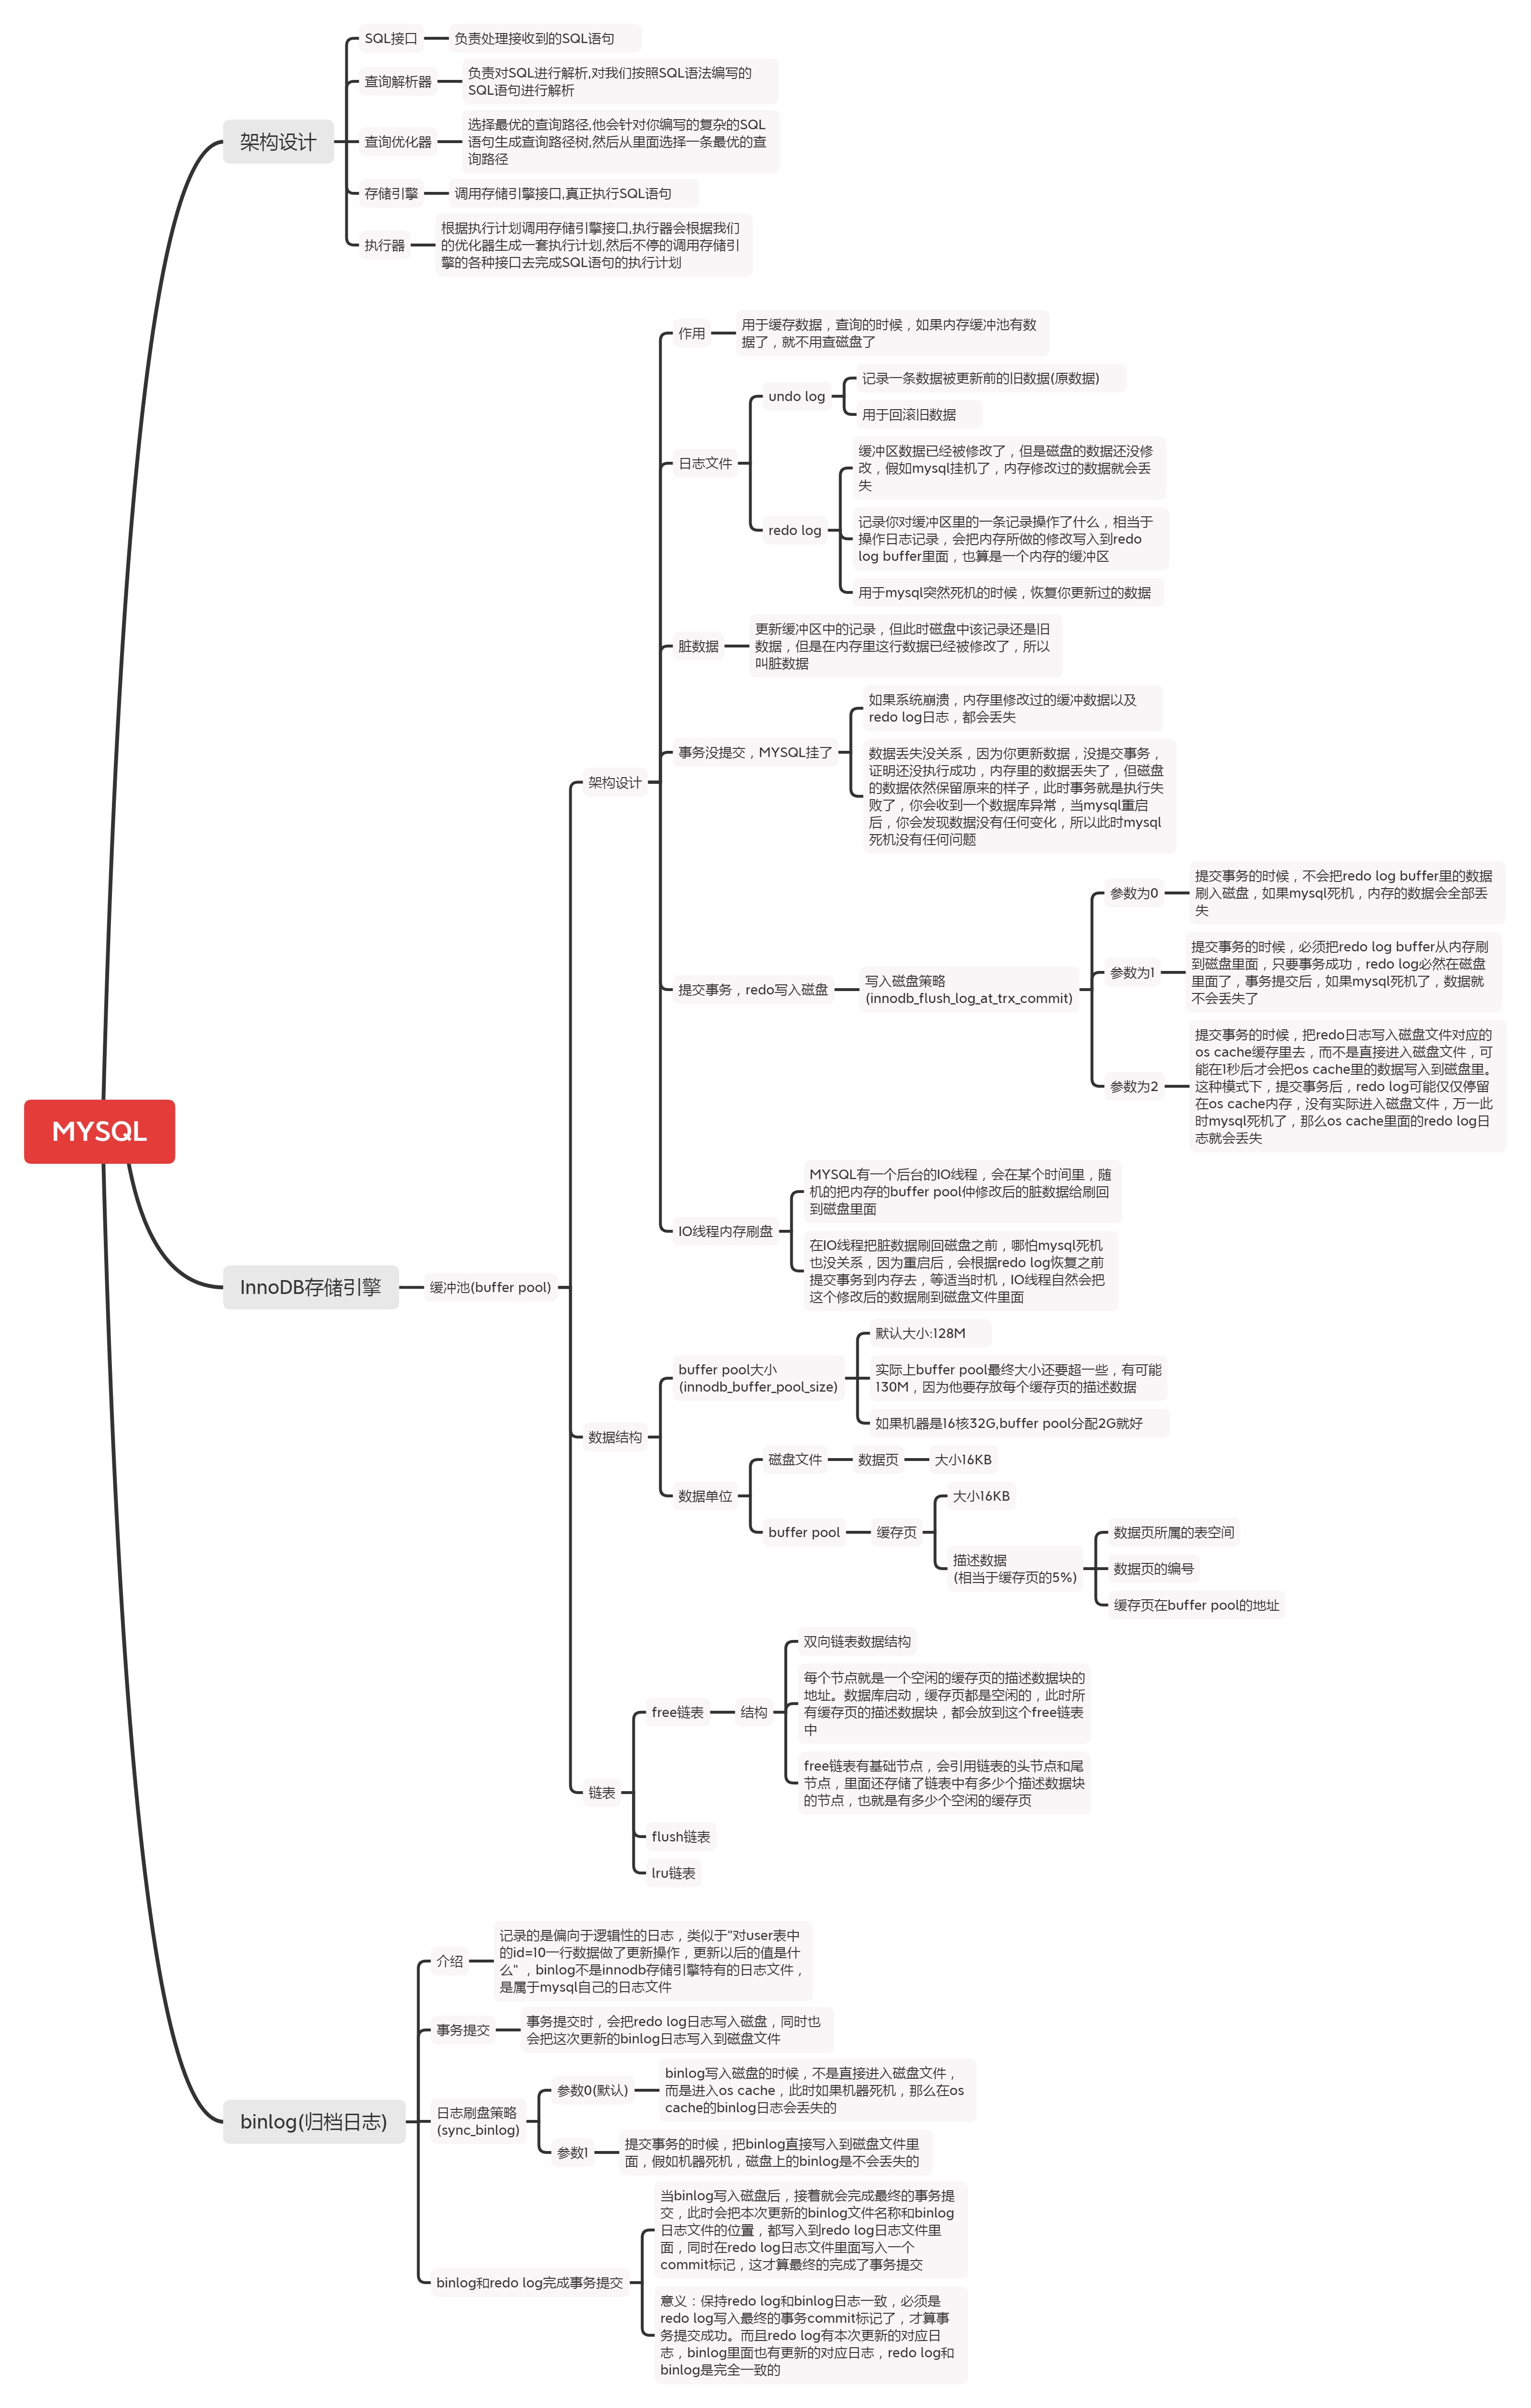 MYSQL
架构设计
SQL接口
负责处理接收到的SQL语句
查询解析器
负责对SQL进行解析,对我们按照SQL语法编写的
SQL语句进行解析
查询优化器
选择最优的查询路径,他会针对你编写的复杂的SQL
语句生成查询路径树,然后从里面选择一条最优的查
询路径
存储引擎
调用存储引擎接口,真正执行SQL语句
执行器
根据执行计划调用存储引擎接口,执行器会根据我们
的优化器生成一套执行计划,然后不停的调用存储引
擎的各种接口去完成SQL语句的执行计划
InnoDB存储引擎
缓冲池(buffer pool)
架构设计
作用
用于缓存数据，查询的时候，如果内存缓冲池有数
据了，就不用查磁盘了
日志文件
undo log
记录一条数据被更新前的旧数据(原数据)
用于回滚旧数据
redo log
缓冲区数据已经被修改了，但是磁盘的数据还没修
改，假如mysql挂机了，内存修改过的数据就会丢
失
记录你对缓冲区里的一条记录操作了什么，相当于
操作日志记录，会把内存所做的修改写入到redo
log buffer里面，也算是一个内存的缓冲区
用于mysql突然死机的时候，恢复你更新过的数据
脏数据
更新缓冲区中的记录，但此时磁盘中该记录还是旧
数据，但是在内存里这行数据已经被修改了，所以
叫脏数据
事务没提交，MYSQL挂了
如果系统崩溃，内存里修改过的缓冲数据以及
redo log日志，都会丢失
数据丢失没关系，因为你更新数据，没提交事务，
证明还没执行成功，内存里的数据丢失了，但磁盘
的数据依然保留原来的样子，此时事务就是执行失
败了，你会收到一个数据库异常，当mysql重启
后，你会发现数据没有任何变化，所以此时mysql
死机没有任何问题
提交事务，redo写入磁盘
写入磁盘策略
(innodb_flush_log_at_trx_commit)
参数为0
提交事务的时候，不会把redo log buffer里的数据
刷入磁盘，如果mysql死机，内存的数据会全部丢
失
参数为1
提交事务的时候，必须把redo log buffer从内存刷
到磁盘里面，只要事务成功，redo log必然在磁盘
里面了，事务提交后，如果mysql死机了，数据就
不会丢失了
参数为2
提交事务的时候，把redo日志写入磁盘文件对应的
os cache缓存里去，而不是直接进入磁盘文件，可
能在1秒后才会把os cache里的数据写入到磁盘里。
这种模式下，提交事务后，redo log可能仅仅停留
在os cache内存，没有实际进入磁盘文件，万一此
时mysql死机了，那么os cache里面的redo log日
志就会丢失
IO线程内存刷盘
MYSQL有一个后台的IO线程，会在某个时间里，随
机的把内存的buffer pool仲修改后的脏数据给刷回
到磁盘里面
在IO线程把脏数据刷回磁盘之前，哪怕mysql死机
也没关系，因为重启后，会根据redo log恢复之前
提交事务到内存去，等适当时机，IO线程自然会把
这个修改后的数据刷到磁盘文件里面
数据结构
buffer pool大小
(innodb_buffer_pool_size)
默认大小:128M
实际上buffer pool最终大小还要超一些，有可能
130M，因为他要存放每个缓存页的描述数据
如果机器是16核32G,buffer pool分配2G就好
数据单位
磁盘文件
数据页
大小16KB
buffer pool
缓存页
大小16KB
描述数据
(相当于缓存页的5%)
数据页所属的表空间
数据页的编号
缓存页在buffer pool的地址
链表
free链表
结构
双向链表数据结构
每个节点就是一个空闲的缓存页的描述数据块的
地址。数据库启动，缓存页都是空闲的，此时所
有缓存页的描述数据块，都会放到这个free链表
中
free链表有基础节点，会引用链表的头节点和尾
节点，里面还存储了链表中有多少个描述数据块
的节点，也就是有多少个空闲的缓存页
flush链表
lru链表
binlog(归档日志)
介绍
记录的是偏向于逻辑性的日志，类似于“对user表中
的id=10一行数据做了更新操作，更新以后的值是什
么" ，binlog不是innodb存储引擎特有的日志文件，
是属于mysql自己的日志文件
事务提交
事务提交时，会把redo log日志写入磁盘，同时也
会把这次更新的binlog日志写入到磁盘文件
日志刷盘策略
(sync_binlog)
参数0(默认)
binlog写入磁盘的时候，不是直接进入磁盘文件，
而是进入os cache，此时如果机器死机，那么在os
cache的binlog日志会丢失的
参数1
提交事务的时候，把binlog直接写入到磁盘文件里
面，假如机器死机，磁盘上的binlog是不会丢失的
binlog和redo log完成事务提交
当binlog写入磁盘后，接着就会完成最终的事务提
交，此时会把本次更新的binlog文件名称和binlog
日志文件的位置，都写入到redo log日志文件里
面，同时在redo log日志文件里面写入一个
commit标记，这才算最终的完成了事务提交
意义：保持redo log和binlog日志一致，必须是
redo log写入最终的事务commit标记了，才算事
务提交成功。而且redo log有本次更新的对应日
志，binlog里面也有更新的对应日志，redo log和
binlog是完全一致的